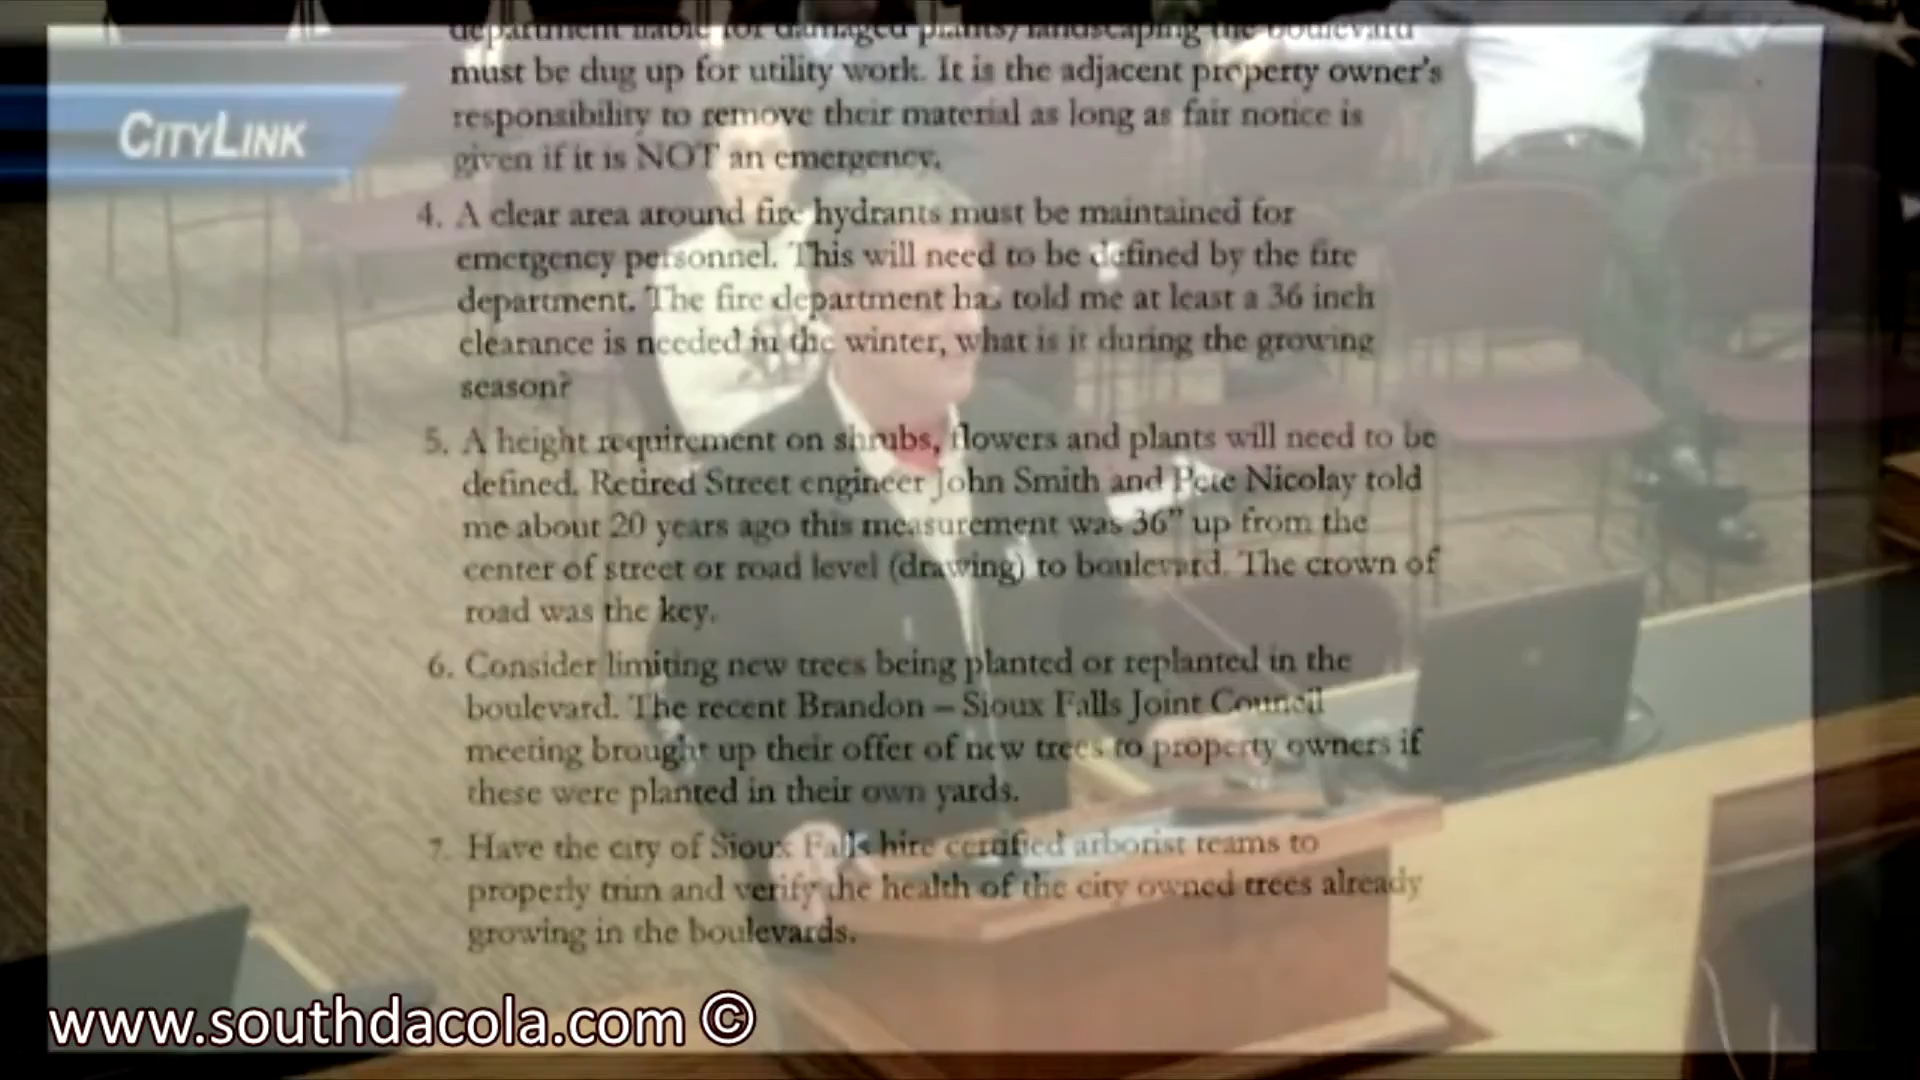 department liable for damaged plants/landscaping the boulevard
must be dug up for utility work. It is the adjacent property owner's
responsibility to remove their material as long as fair notice is
given if it is NOT an emergency.
CITYLINK
4. A clear area around fire hydrants must be maintained for
emergency personnel. This will need to be defined by the fire
department. The fire department has told me at least a 36 inch
clearance is needed in the winter, what is it during the growing
season?
5. A height requirement on shrubs, flowers and plants will need to be
defined. Retired Street engineer John Smith and Pete Nicolay told
me about 20 years ago this measurement was 36" up from the
center of street or road level (drawing) to boulevard. The crown of
road was the key.
6. Consider limiting new trees being planted or replanted in the
boulevard. The recent Brandon – Sioux Falls Joint Council
meeting brought up their offer of new trees to property owners if
these were planted in their own yards.
7. Have the city of Sioux Falls hire certified arborist teams to
properly trim and verify the health of the city owned trees already
growing in the boulevards.
www.southdacola.com ©